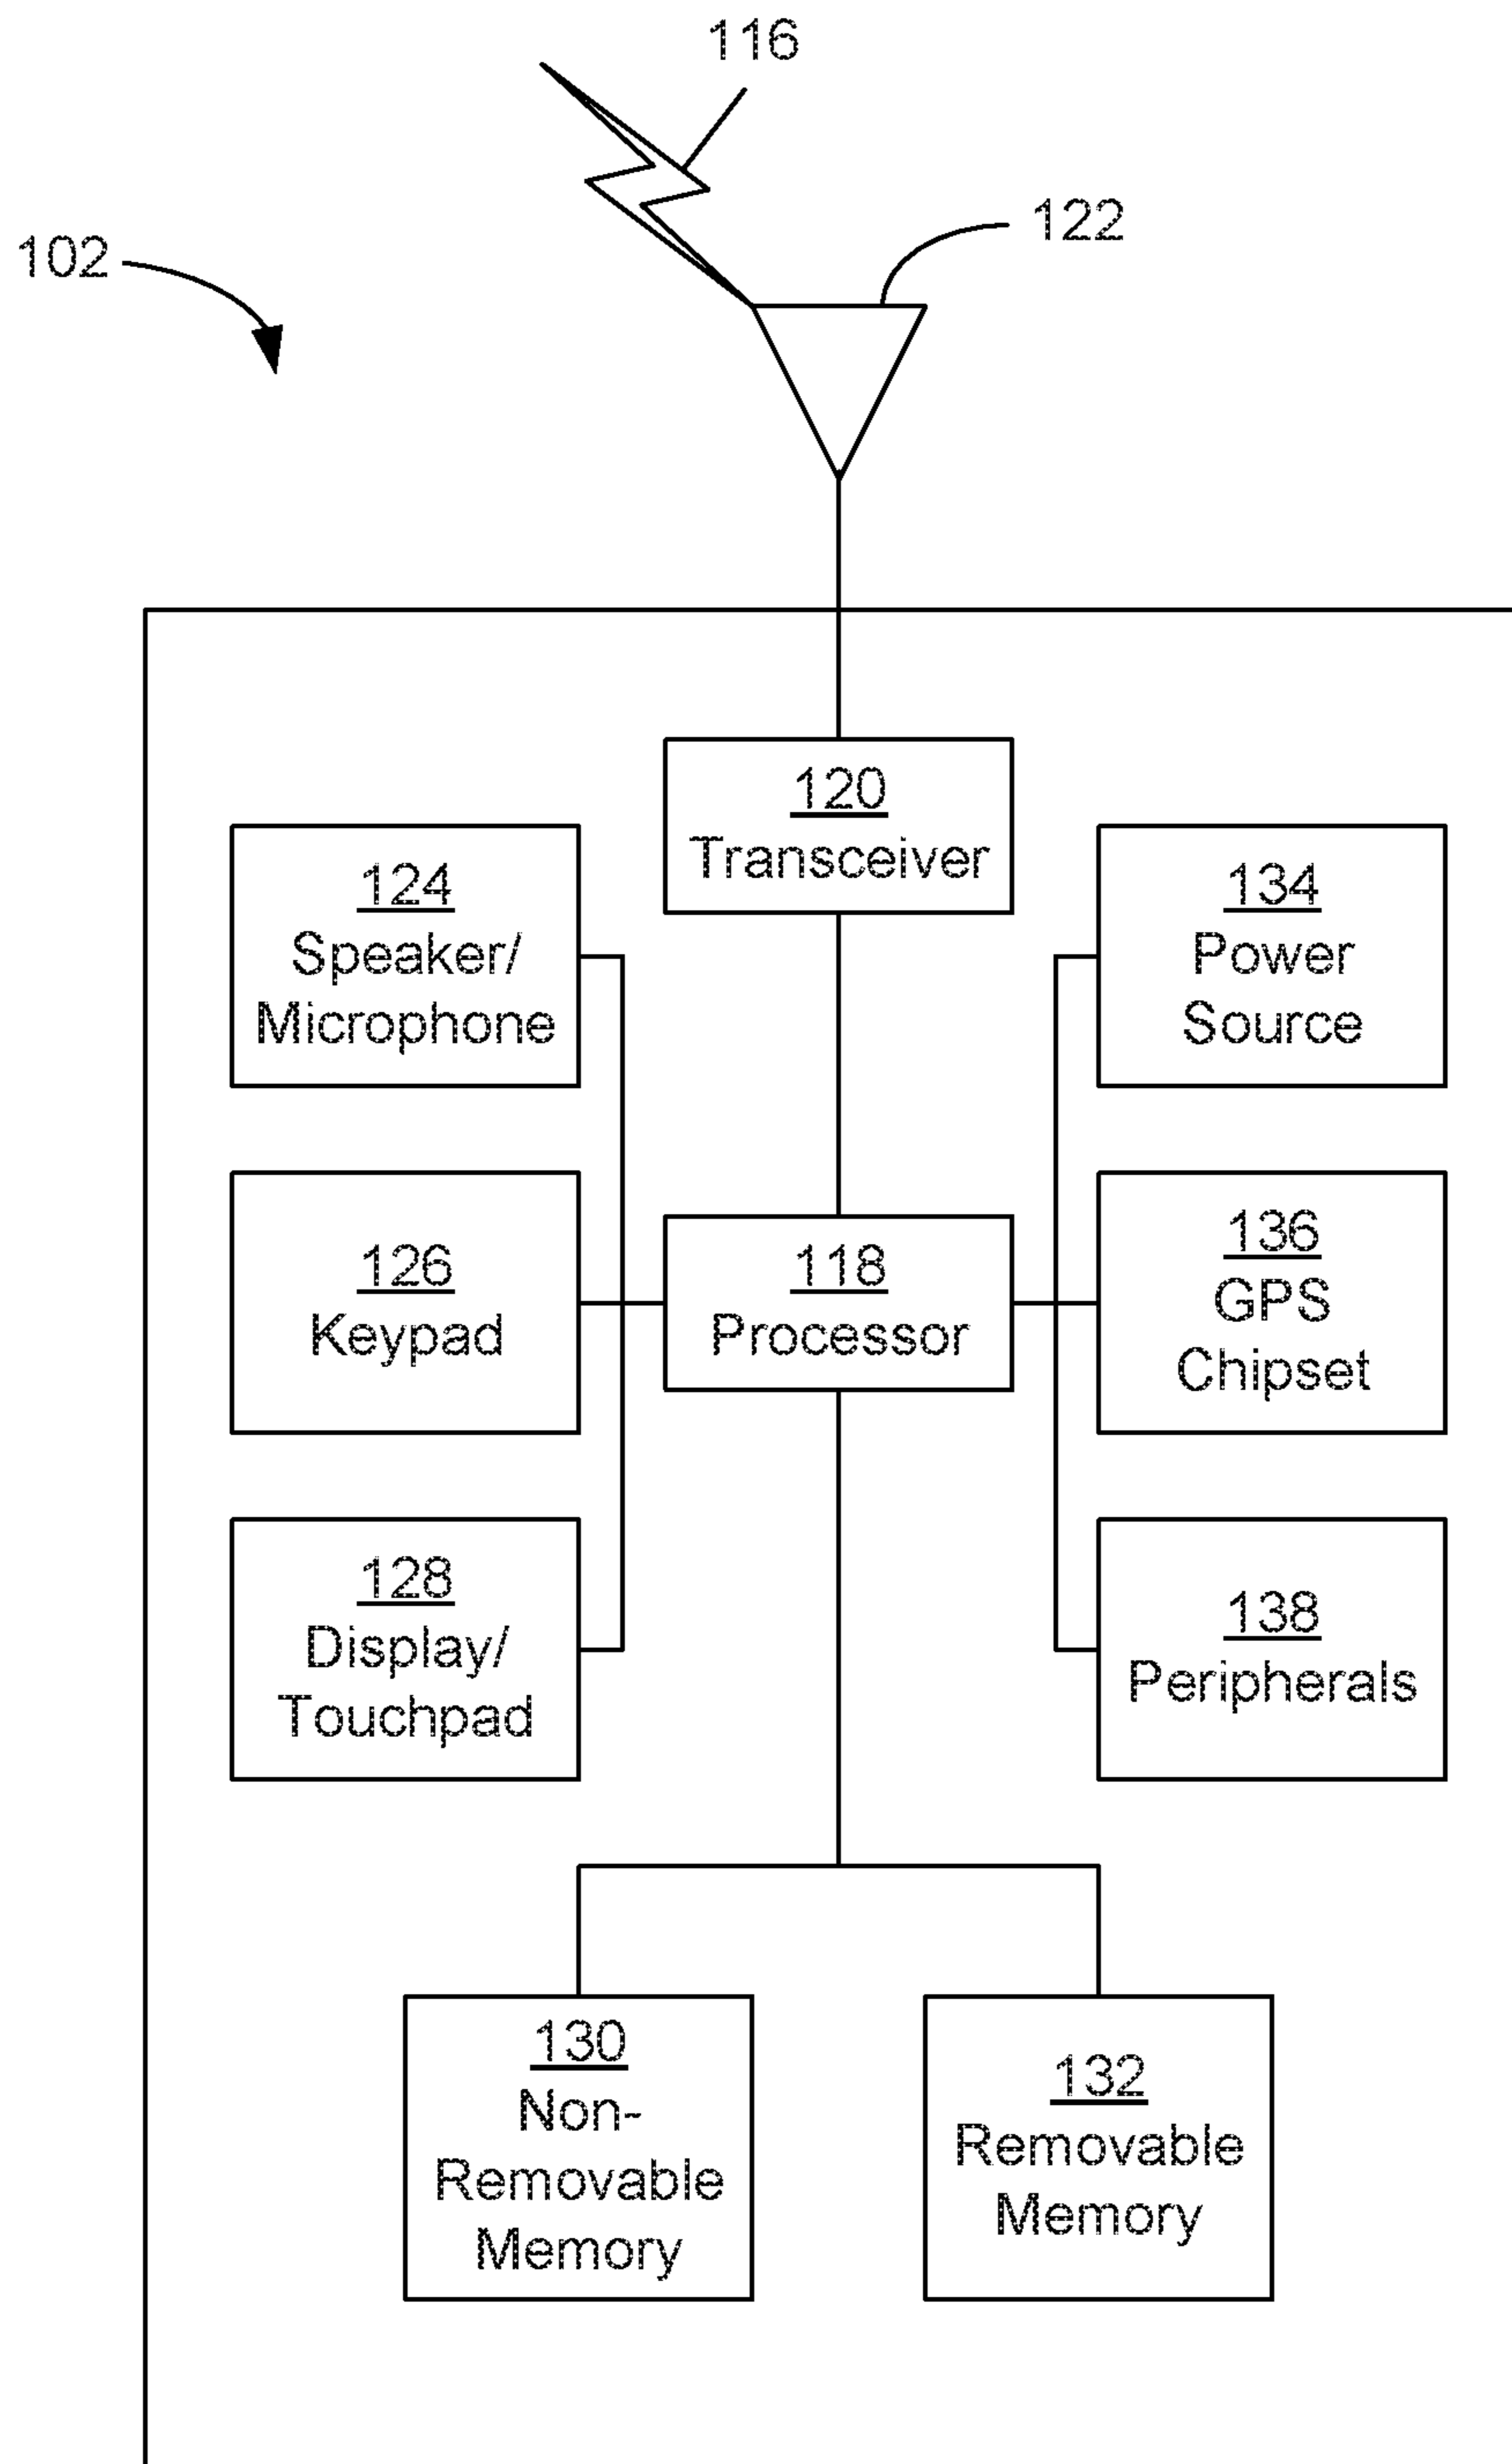 116
122
102
120
Transceiver
124
Speaker/
Microphone
134
Power
Source
126
Keypad
118
Processor
136
GPS
Chipset
128
Display/
Touchpad
138
Peripherals
130
Non-
Removable
Memory
132
Removable
Memory